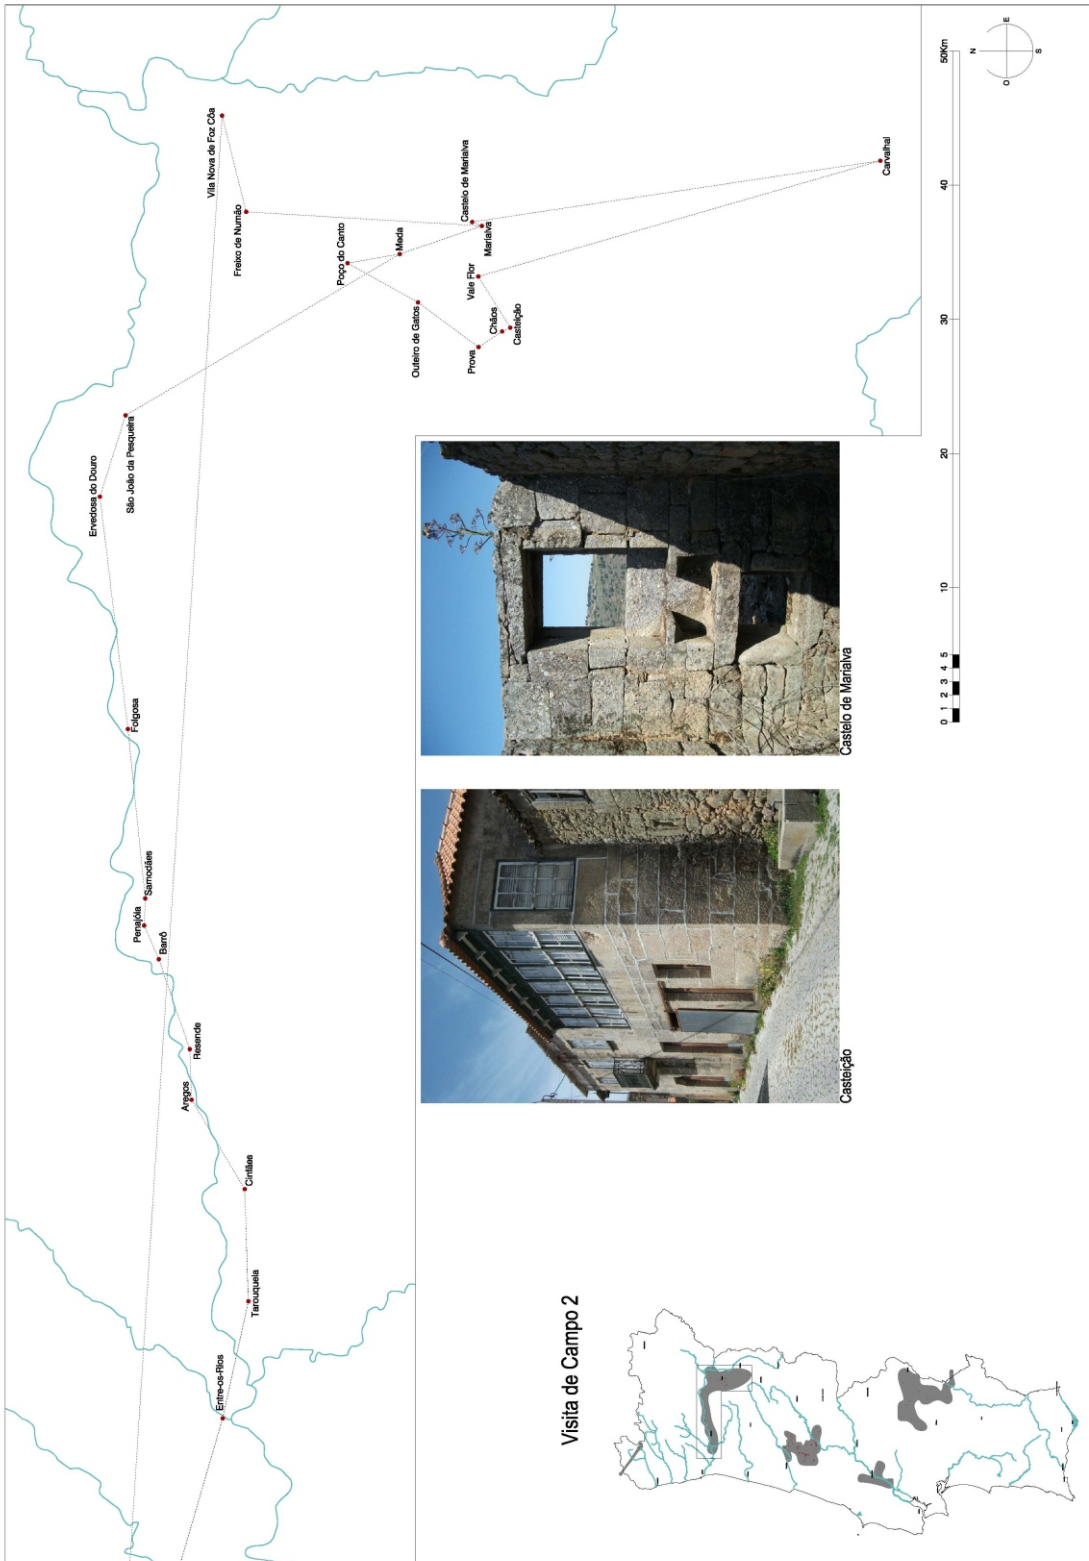 Visita de Campo 2
Entre-os-Rios
Tarouquela
Cinfães
Aregos
Resende
Barrô
Penajóia
Samodães
Folgosa
Ervedosa do Douro
São João da Pesqueira
Vila Nova de Foz Côa
Freixo de Numão
Poço do Canto
Meda
Outeiro de Gatos
Castelo de Marialva
Marialva
Vale Flor
Prova
Chãos
Casteição
Carvalhal
Casteição
Castelo de Marialva
0 1 2 3 4 5 10 20 30 40 50Km
N
E
S
O